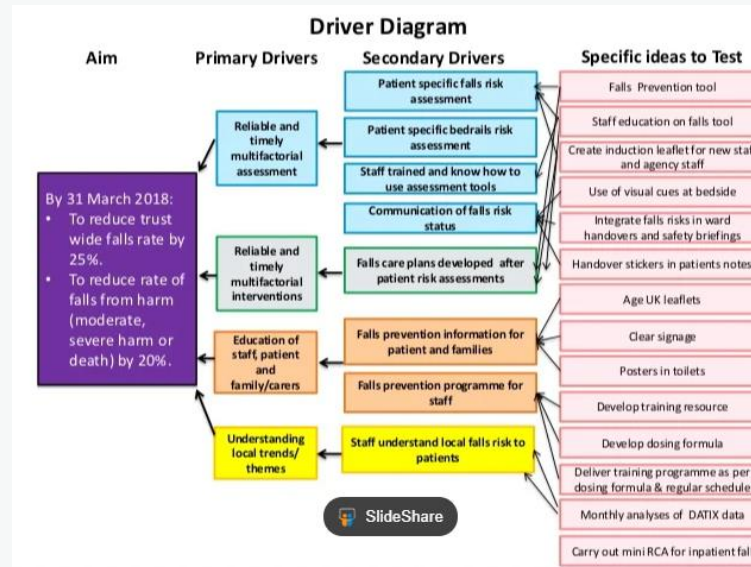 Driver Diagram
Aim
Primary Drivers
Secondary Drivers
Specific ideas to Test
By 31 March 2018:
• To reduce trust
wide falls rate by
25%.
• To reduce rate of
falls from harm
(moderate,
severe harm or
death) by 20%.
Reliable and
timely
multifactorial
assessment
Reliable and
timely
multifactorial
interventions
Education of
staff, patient
and
family/carers
Understanding
local trends/
themes
Patient specific falls risk
assessment
Patient specific bedrails risk
assessment
Staff trained and know how to
use assessment tools
Communication of falls risk
status
Falls care plans developed after
patient risk assessments
Falls prevention information for
patient and families
Falls prevention programme for
staff
Staff understand local falls risk to
patients
Falls Prevention tool
Staff education on falls tool
Create induction leaflet for new staf
and agency staff
Use of visual cues at bedside
Integrate falls risks in ward
handovers and safety briefings
Handover stickers in patients notes
Age UK leaflets
Clear signage
Posters in toilets
Develop training resource
Develop dosing formula
Deliver training programme as per
dosing formula & regular schedule
Monthly analyses of DATIX data
Carry out mini RCA for inpatient fal
SlideShare